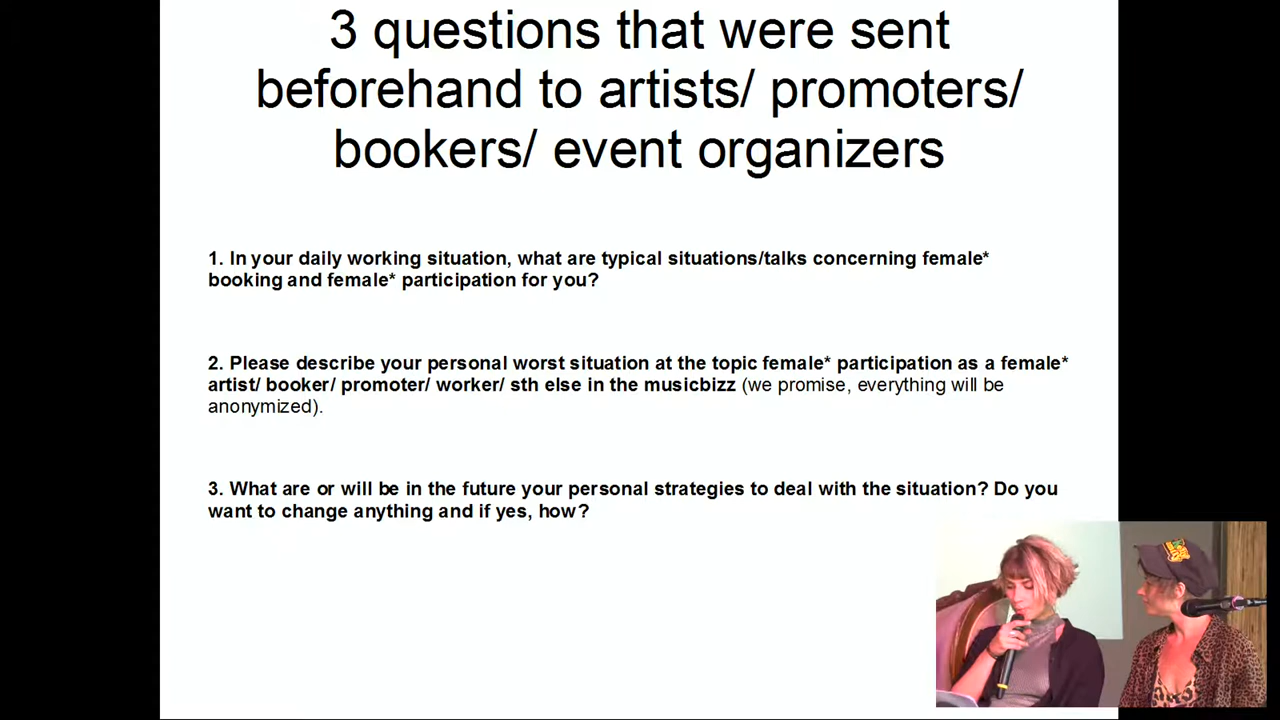 3 questions that were sent
beforehand to artists/ promoters/
bookers/ event organizers
1. In your daily working situation, what are typical situations/talks concerning female*
booking and female* participation for you?
2. Please describe your personal worst situation at the topic female* participation as a female*
artist/ booker/ promoter/ worker/ sth else in the musicbizz (we promise, everything will be
anonymized).
3. What are or will be in the future your personal strategies to deal with the situation? Do you
want to change anything and if yes, how?